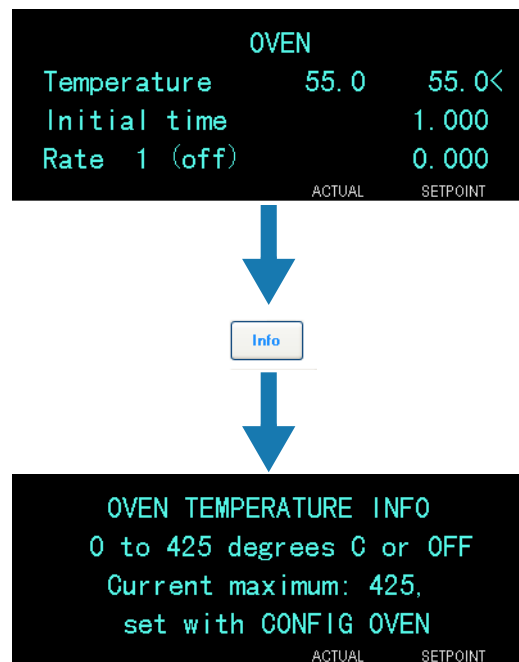 OVEN
Temperature 55.0 55.0<
Initial time 1.000
Rate 1 (off) 0.000
ACTUAL SETPOINT
Info
OVEN TEMPERATURE INFO
0 to 425 degrees C or OFF
Current maximum: 425,
set with CONFIG OVEN
ACTUAL SETPOINT